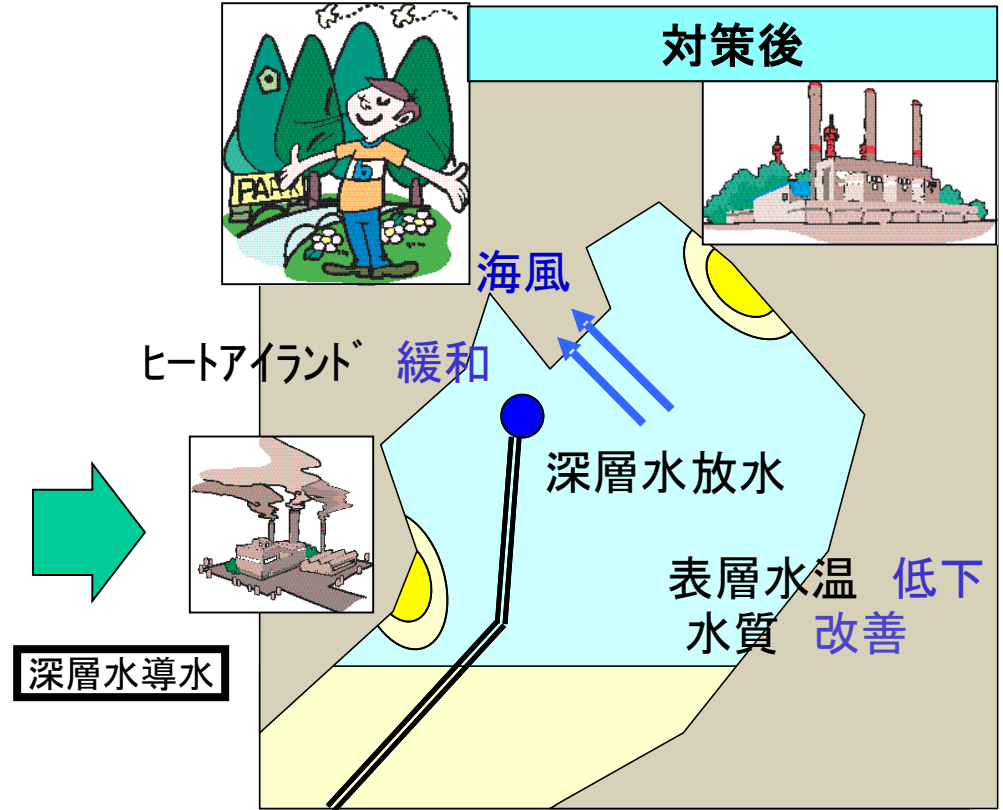 対策後
PARK
海風
ヒートアイランド 緩和
深層水放水
表層水温 低下
水質 改善
深層水導水